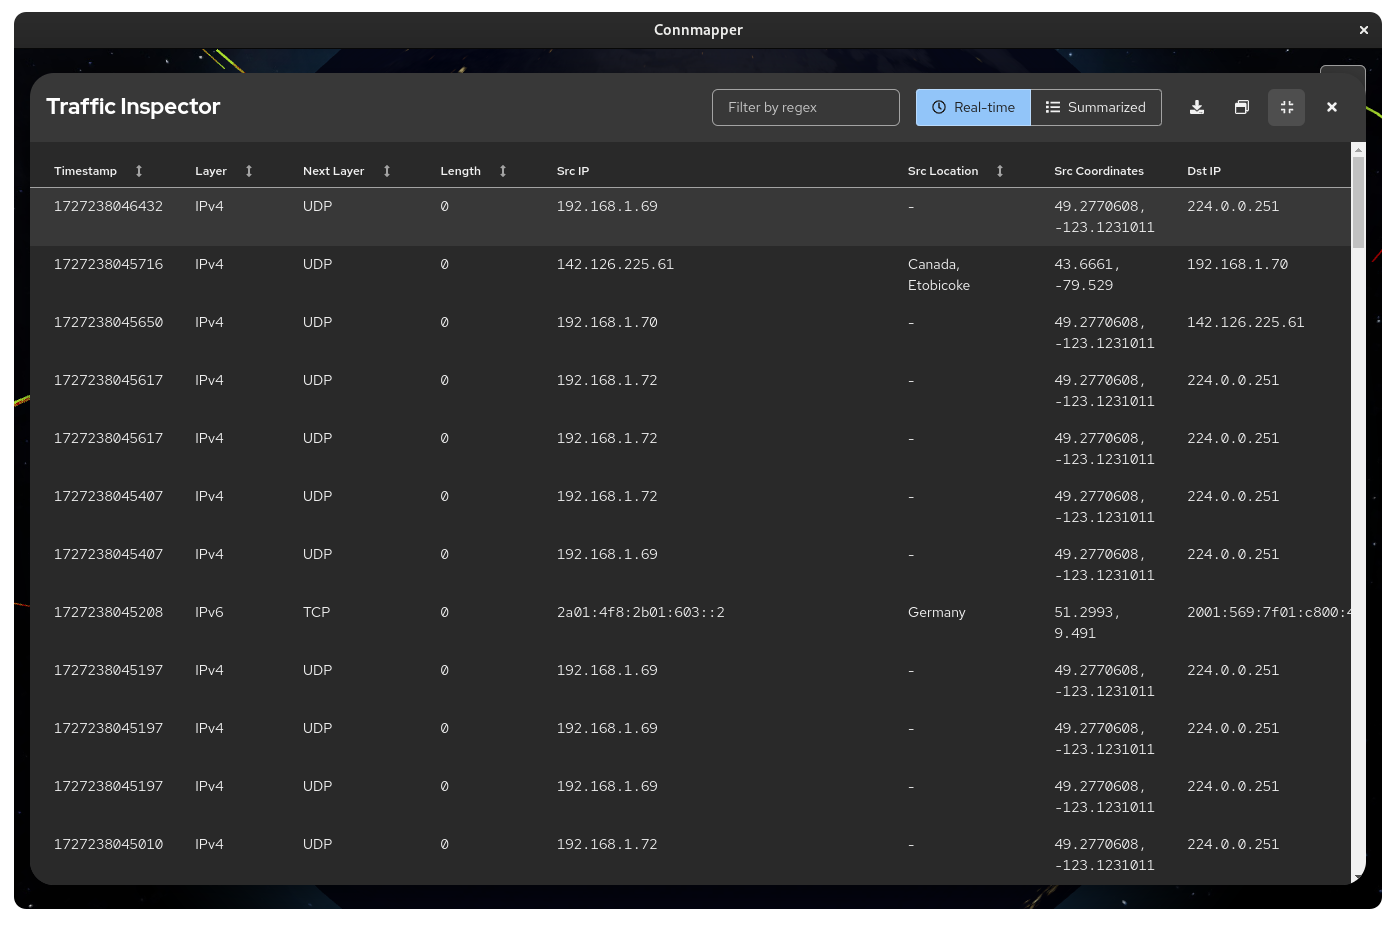 Connmapper
Traffic Inspector
Filter by regex
Real-time
Summarized
Timestamp Layer Next Layer Length Src IP Src Location Src Coordinates Dst IP
1727238046432 IPv4 UDP 0 192.168.1.69 - 49.2770608, 224.0.0.251
-123.1231011
1727238045716 IPv4 UDP 0 142.126.225.61 Canada, 43.6661, 192.168.1.70
Etobicoke -79.529
1727238045650 IPv4 UDP 0 192.168.1.70 - 49.2770608, 142.126.225.61
-123.1231011
1727238045617 IPv4 UDP 0 192.168.1.72 - 49.2770608, 224.0.0.251
-123.1231011
1727238045617 IPv4 UDP 0 192.168.1.72 - 49.2770608, 224.0.0.251
-123.1231011
1727238045407 IPv4 UDP 0 192.168.1.72 - 49.2770608, 224.0.0.251
-123.1231011
1727238045407 IPv4 UDP 0 192.168.1.69 - 49.2770608, 224.0.0.251
-123.1231011
1727238045208 IPv6 TCP 0 2a01:4f8:2b01:603::2 Germany 51.2993, 2001:569:7f01:c800:4
9.491
1727238045197 IPv4 UDP 0 192.168.1.69 - 49.2770608, 224.0.0.251
-123.1231011
1727238045197 IPv4 UDP 0 192.168.1.69 - 49.2770608, 224.0.0.251
-123.1231011
1727238045197 IPv4 UDP 0 192.168.1.69 - 49.2770608, 224.0.0.251
-123.1231011
1727238045010 IPv4 UDP 0 192.168.1.72 - 49.2770608, 224.0.0.251
-123.1231011